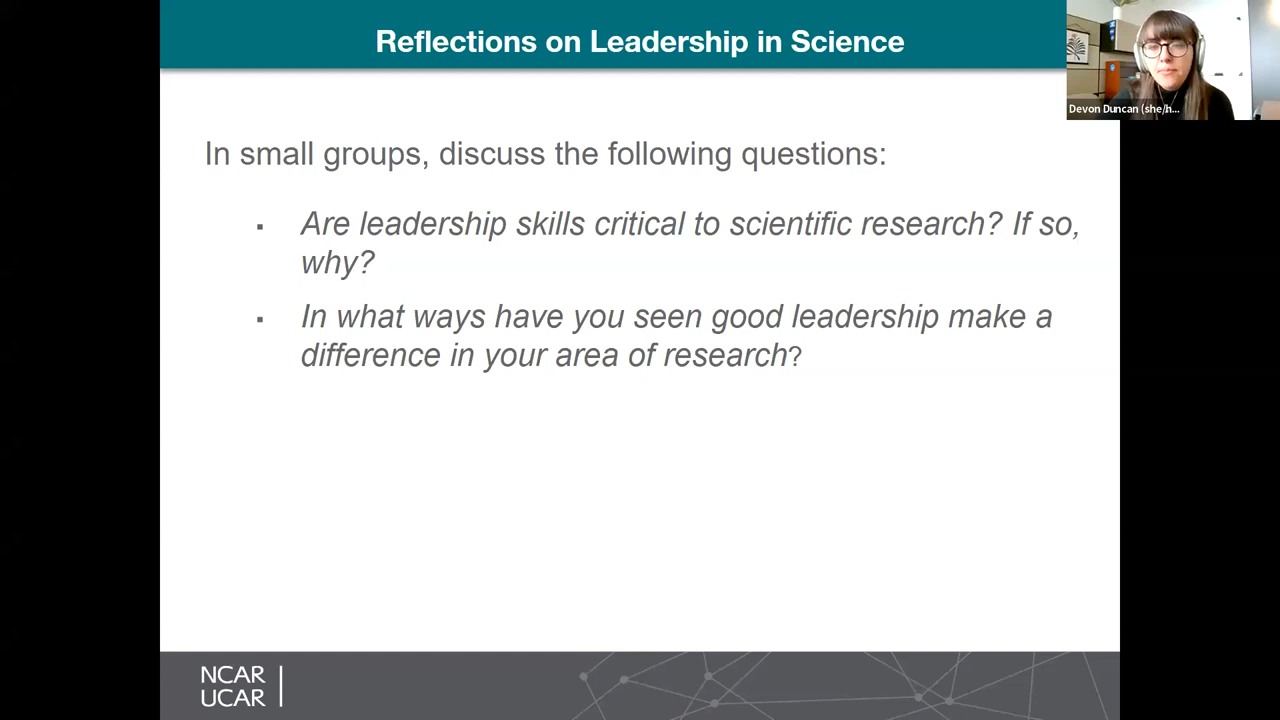 Reflections on Leadership in Science
Devon Duncan (she/h...
In small groups, discuss the following questions:
▪ Are leadership skills critical to scientific research? If so,
why?
▪ In what ways have you seen good leadership make a
difference in your area of research?
NCAR
UCAR